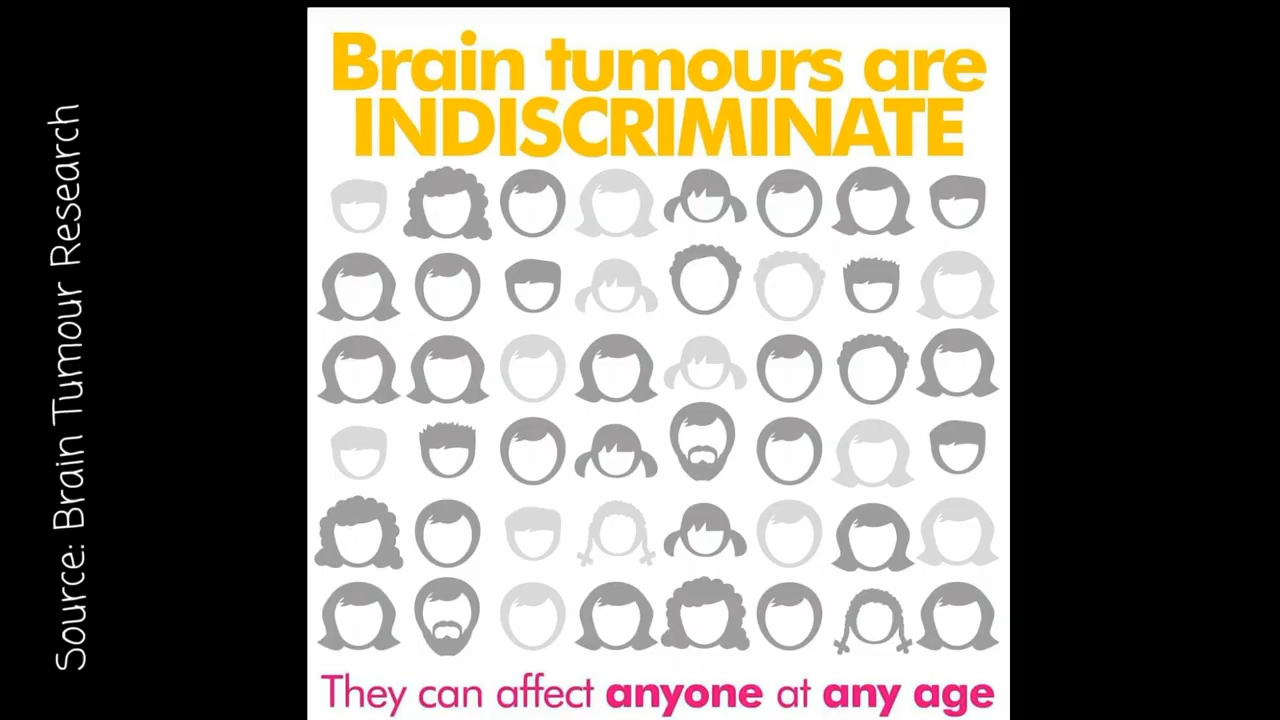 Source: Brain Tumour Research
Brain tumours are
INDISCRIMINATE
They can affect anyone at any age